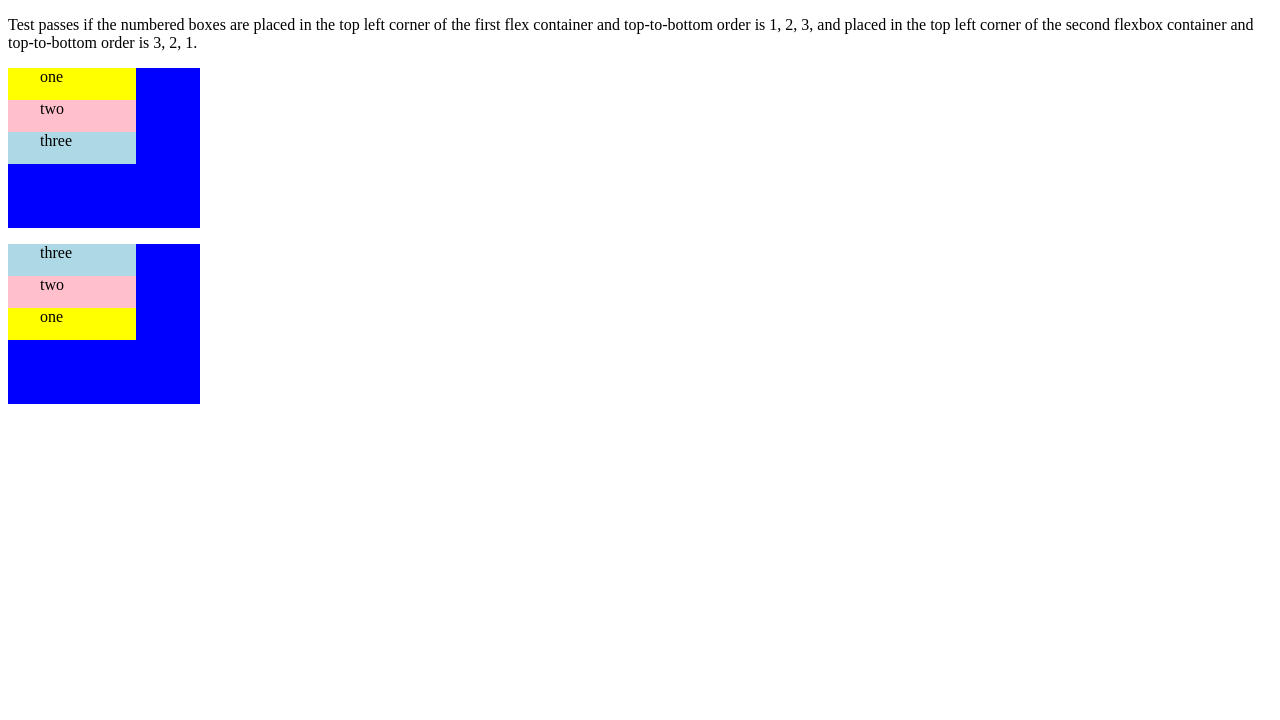 Test passes if the numbered boxes are placed in the top left corner of the first flex container and top-to-bottom order is 1, 2, 3, and placed in the top left corner of the second flexbox container and
top-to-bottom order is 3, 2, 1.
one
two
three
three
two
one